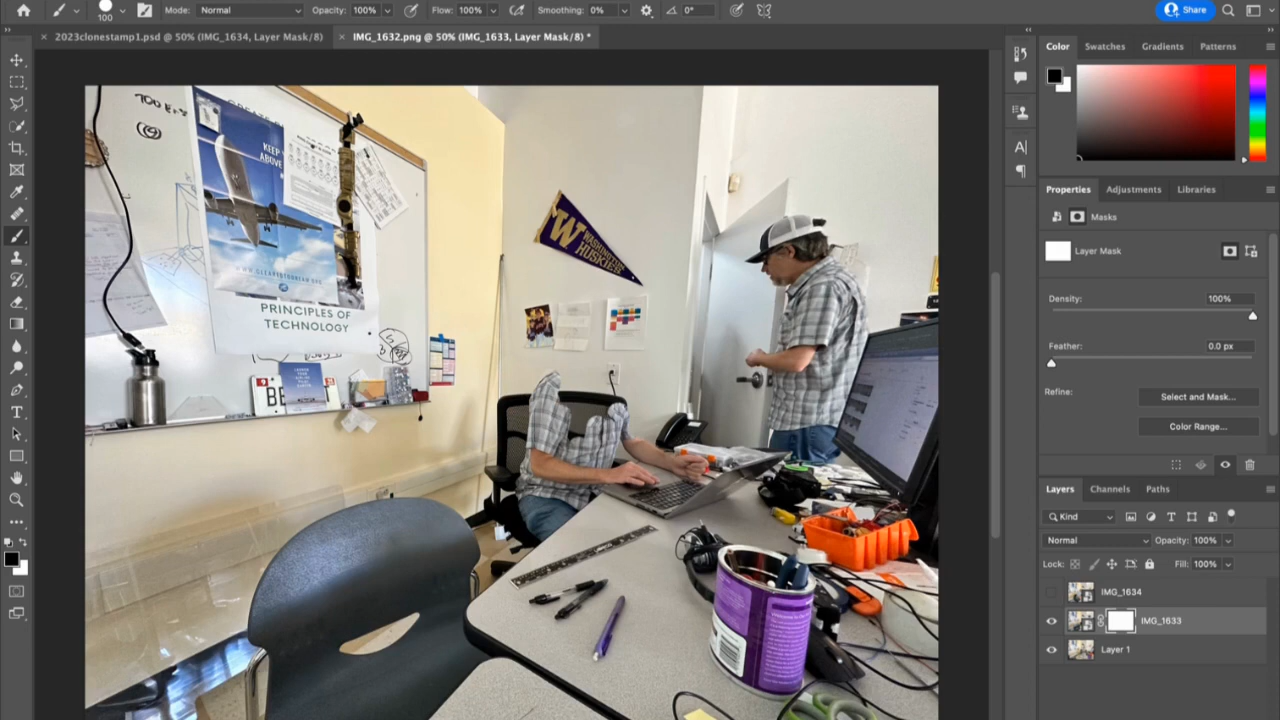 100
Mode: Normal
Opacity: 100%
Flow: 100%
Smoothing: 0%
0°
Share
2023clonestamp1.psd @ 50% (IMG_1634, Layer Mask/8)
IMG_1632.png @ 50% (IMG_1633, Layer Mask/8) *
Color
Swatches
Gradients
Patterns
KEEP
ABOVE
PRINCIPLES OF
TECHNOLOGY
W
WASHINGTON
HUSKIES
Properties
Adjustments
Libraries
Masks
Layer Mask
Density:
100%
Feather:
0.0 px
Refine:
Select and Mask...
Color Range...
Layers
Channels
Paths
Kind
Normal
Opacity: 100%
Lock:
Fill: 100%
IMG_1634
IMG_1633
Layer 1